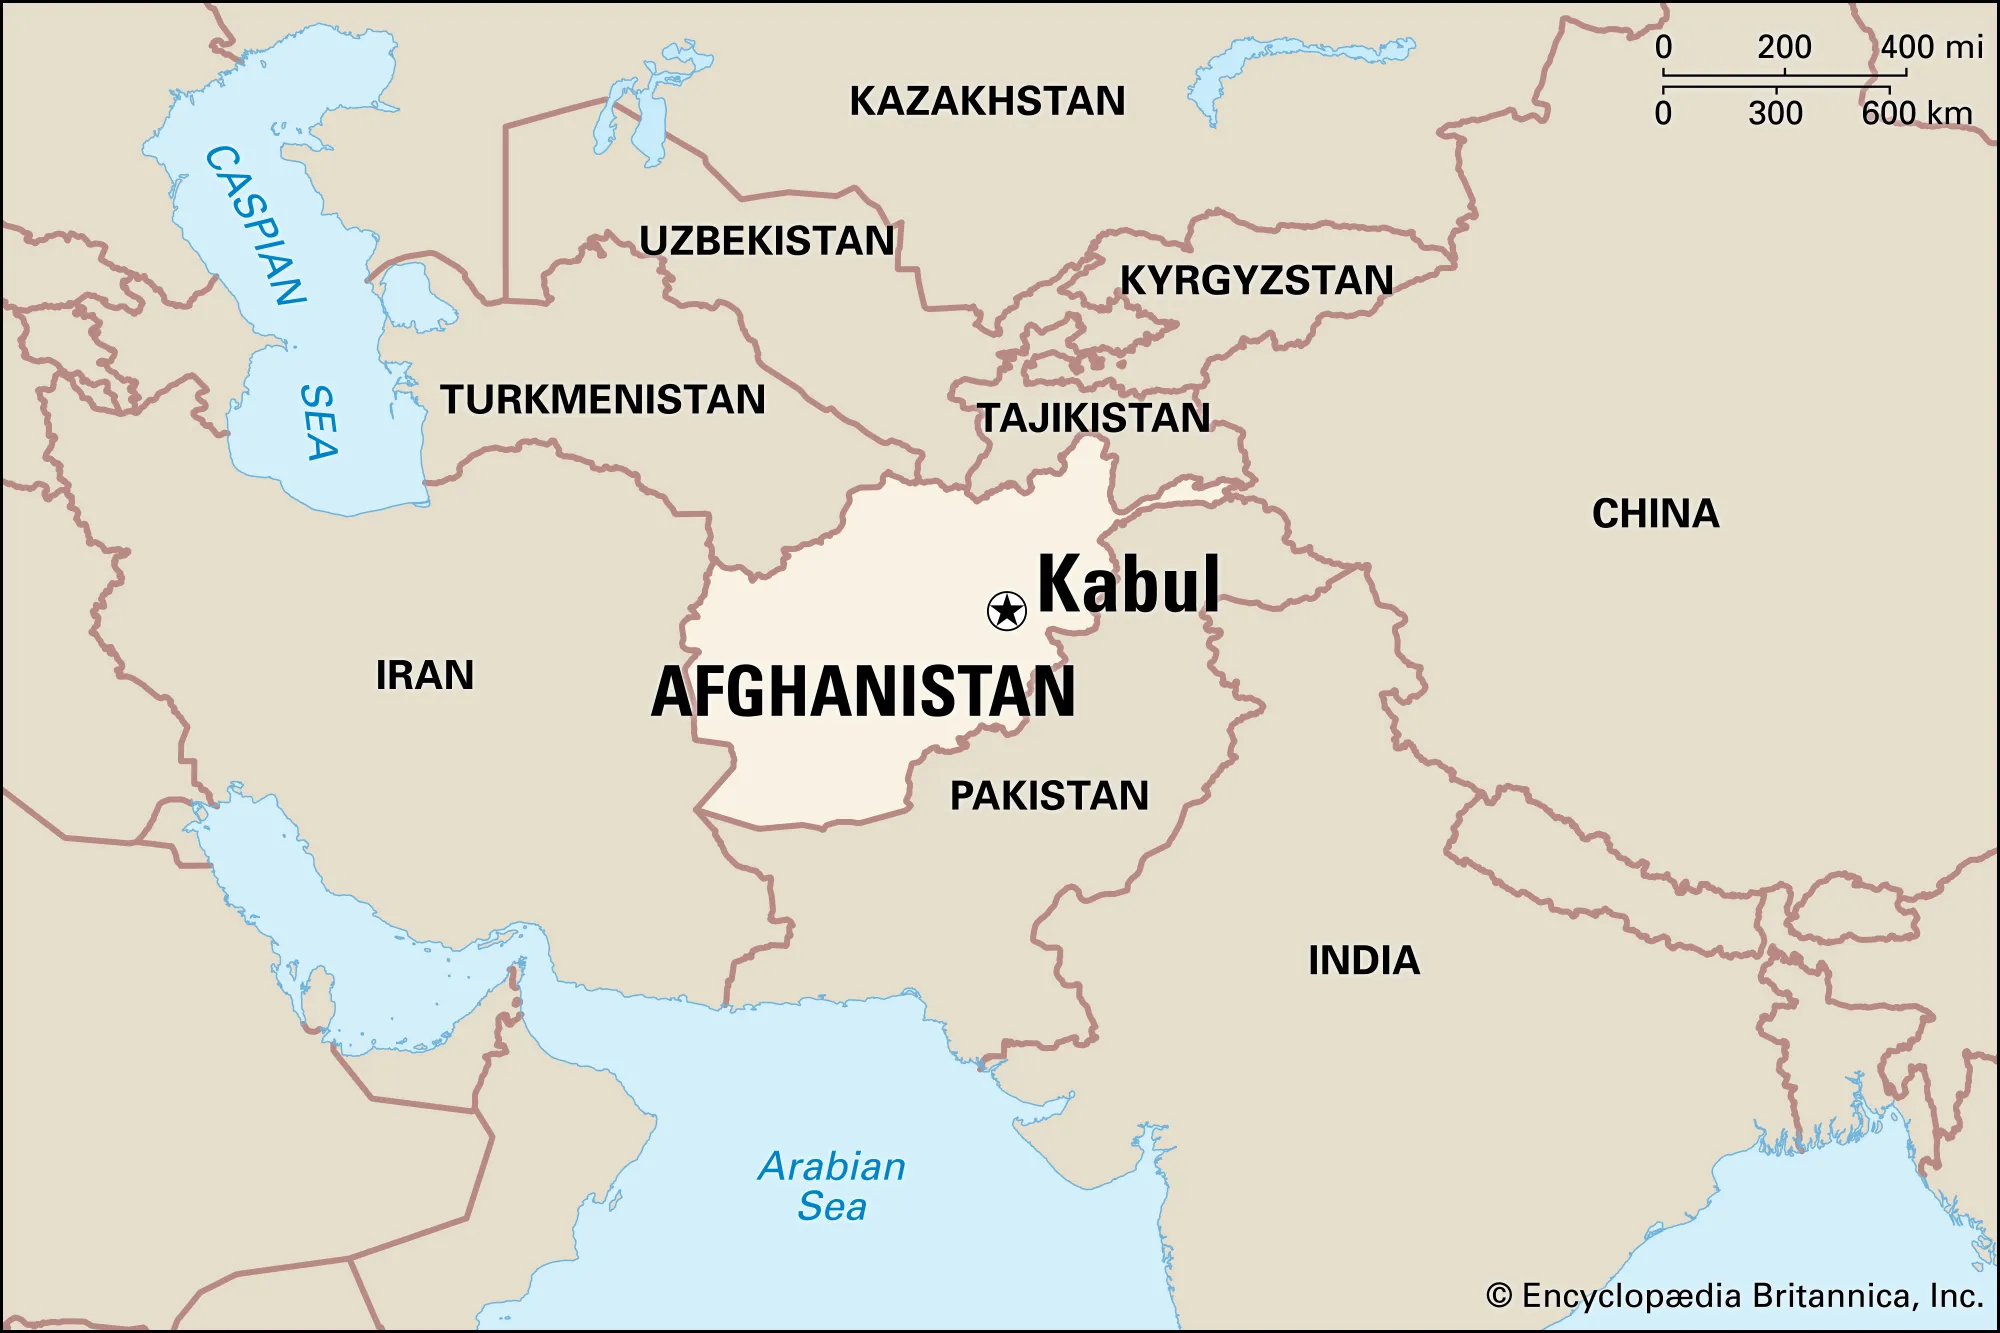 0 200 400 mi
0 300 600 km
KAZAKHSTAN
CASPIAN
SEA
UZBEKISTAN
KYRGYZSTAN
TURKMENISTAN
TAJIKISTAN
CHINA
Kabul
IRAN
AFGHANISTAN
PAKISTAN
INDIA
Arabian
Sea
© Encyclopædia Britannica, Inc.